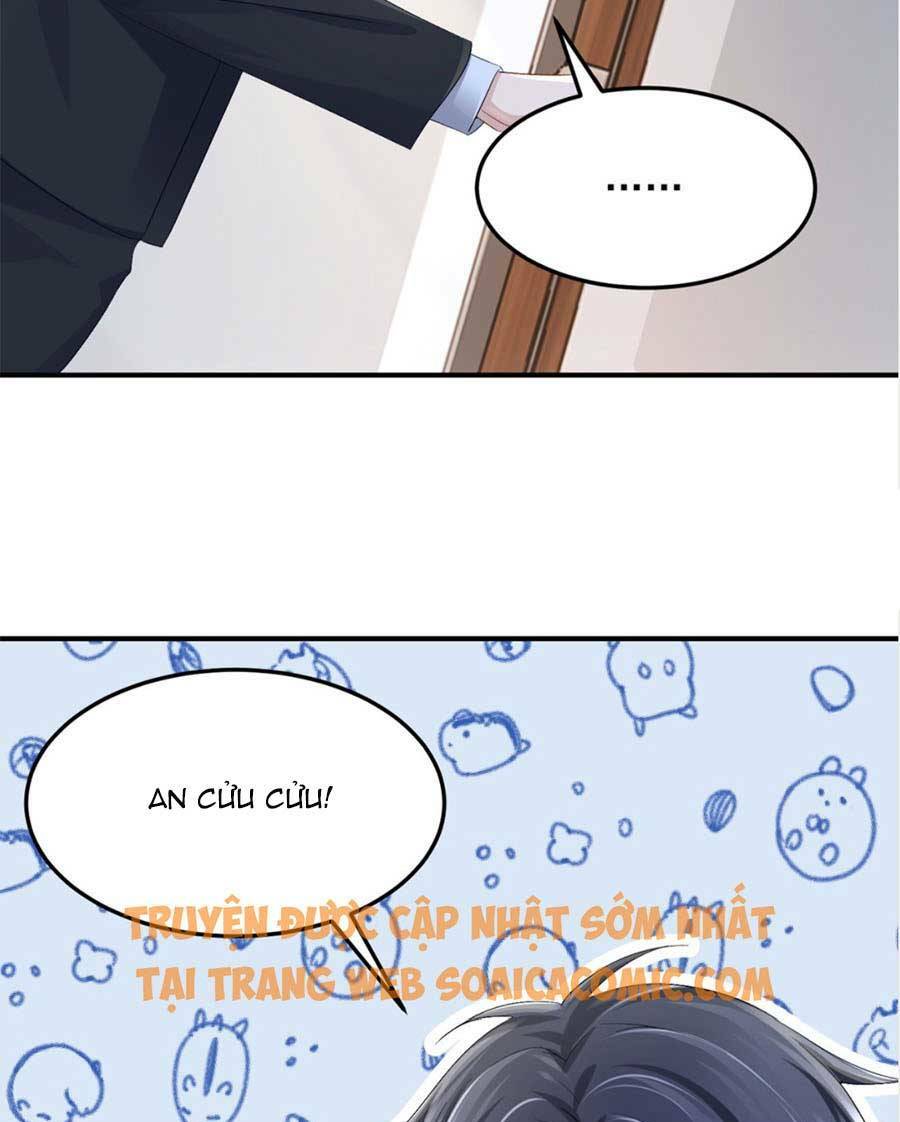 ......
AN CỬU CỬU!
TRUYỆN ĐƯỢC CẬP NHẬT SỚM NHẤT
TẠI TRANG WEB SOAICACOMIC.COM